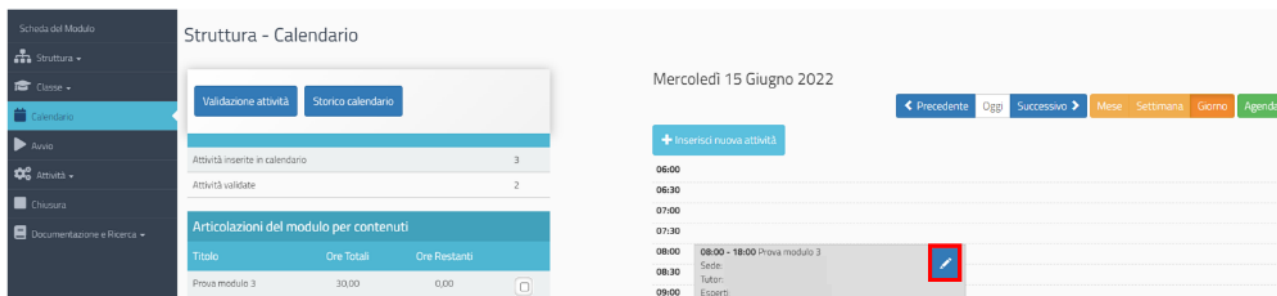 Scheda del Modulo
Struttura
Classe
Calendario
Avvio
Attività
Chiusura
Documentazione e Ricerca
Struttura - Calendario
Validazione attività
Storico calendario
Attività inserite in calendario 3
Attività validate 2
Articolazioni del modulo per contenuti
Titolo Ore Totali Ore Restanti
Prova modulo 3 30,00 0,00
Mercoledì 15 Giugno 2022
Precedente Oggi Successivo Mese Settimana Giorno Agenda
+ Inserisci nuova attività
06:00
06:30
07:00
07:30
08:00 08:00 - 18:00 Prova modulo 3
Sede:
08:30
Tutor:
09:00 Esperti: